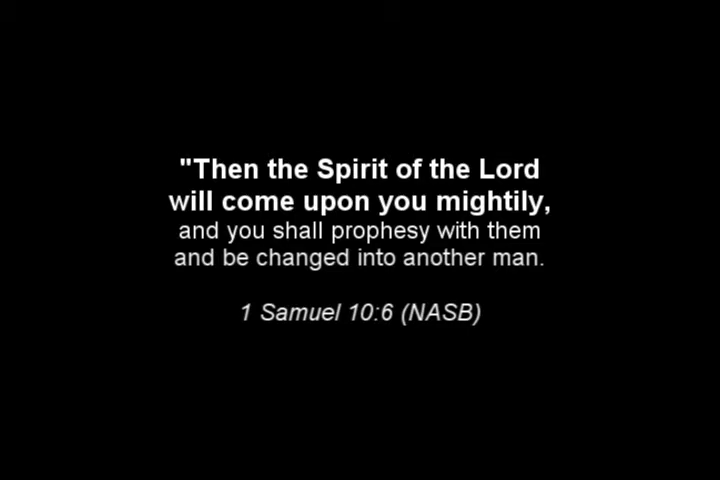 "Then the Spirit of the Lord
will come upon you mightily,
and you shall prophesy with them
and be changed into another man.
1 Samuel 10:6 (NASB)